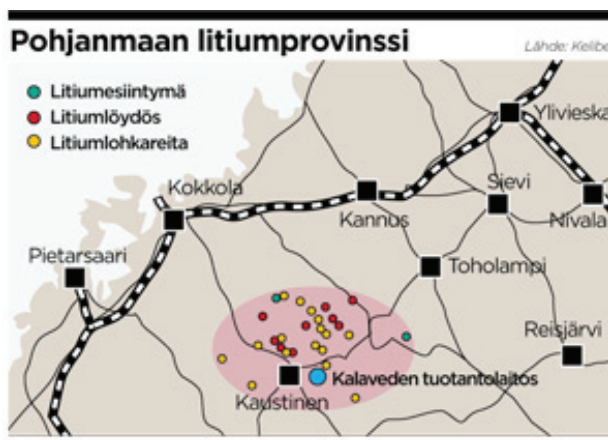 Pohjanmaan litiumprovinssi
Lähde: Kelibe
Litiumesiintymä
Litiumlöydös
Litiumlohkareita
Ylivieska
Kokkola
Sievi
Kannus
Nivala
Pietarsaari
Toholampi
Reisjärvi
Kalaveden tuotantolaitos
Kaustinen